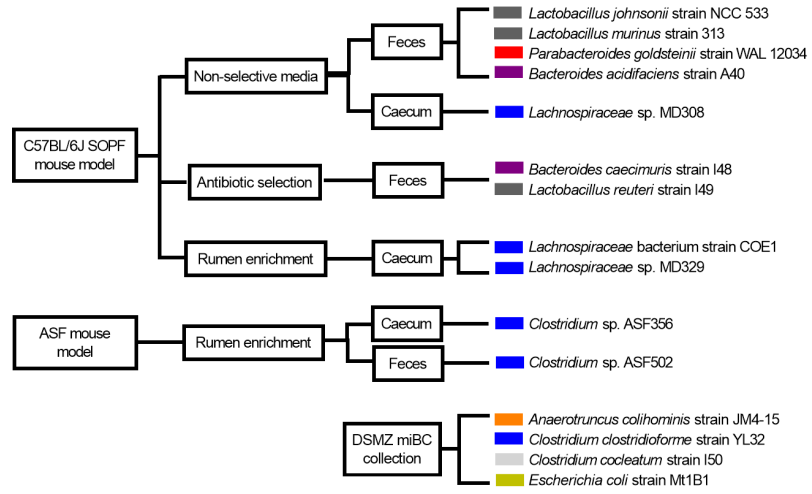 Lactobacillus johnsonii strain NCC 533
Lactobacillus murinus strain 313
Feces
Parabacteroides goldsteinii strain WAL 12034
Non-selective media
Bacteroides acidifaciens strain A40
Caecum
Lachnospiraceae sp. MD308
C57BL/6J SOPF
mouse model
Bacteroides caecimuris strain I48
Antibiotic selection
Feces
Lactobacillus reuteri strain I49
Lachnospiraceae bacterium strain COE1
Rumen enrichment
Caecum
Lachnospiraceae sp. MD329
Caecum
Clostridium sp. ASF356
ASF mouse
model
Rumen enrichment
Feces
Clostridium sp. ASF502
Anaerotruncus colihominis strain JM4-15
DSMZ miBC
collection
Clostridium clostridioforme strain YL32
Clostridium cocleatum strain I50
Escherichia coli strain Mt1B1